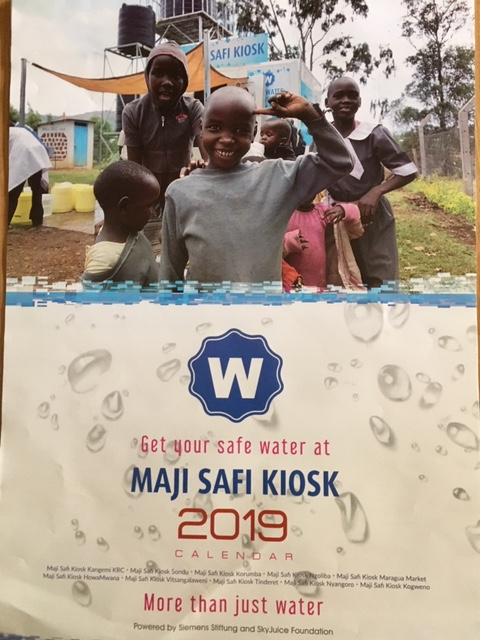 SAFI KIOSK
W
WATER
W
Get your safe water at
MAJI SAFI KIOSK
2019
CALENDAR
Maji Safi Kiosk Kangemi KRC • Maji Safi Kiosk Sondu • Maji Safi Kiosk Korumba • Maji Safi Kiosk Ngoliba • Maji Safi Kiosk Maragua Market
Maji Safi Kiosk HowaMwana • Maji Safi Kiosk Vitsangalaweni • Maji Safi Kiosk Tinderet • Maji Safi Kiosk Nyangoro • Maji Safi Kiosk Kogweno
More than just water
Powered by Siemens Stiftung and SkyJuice Foundation